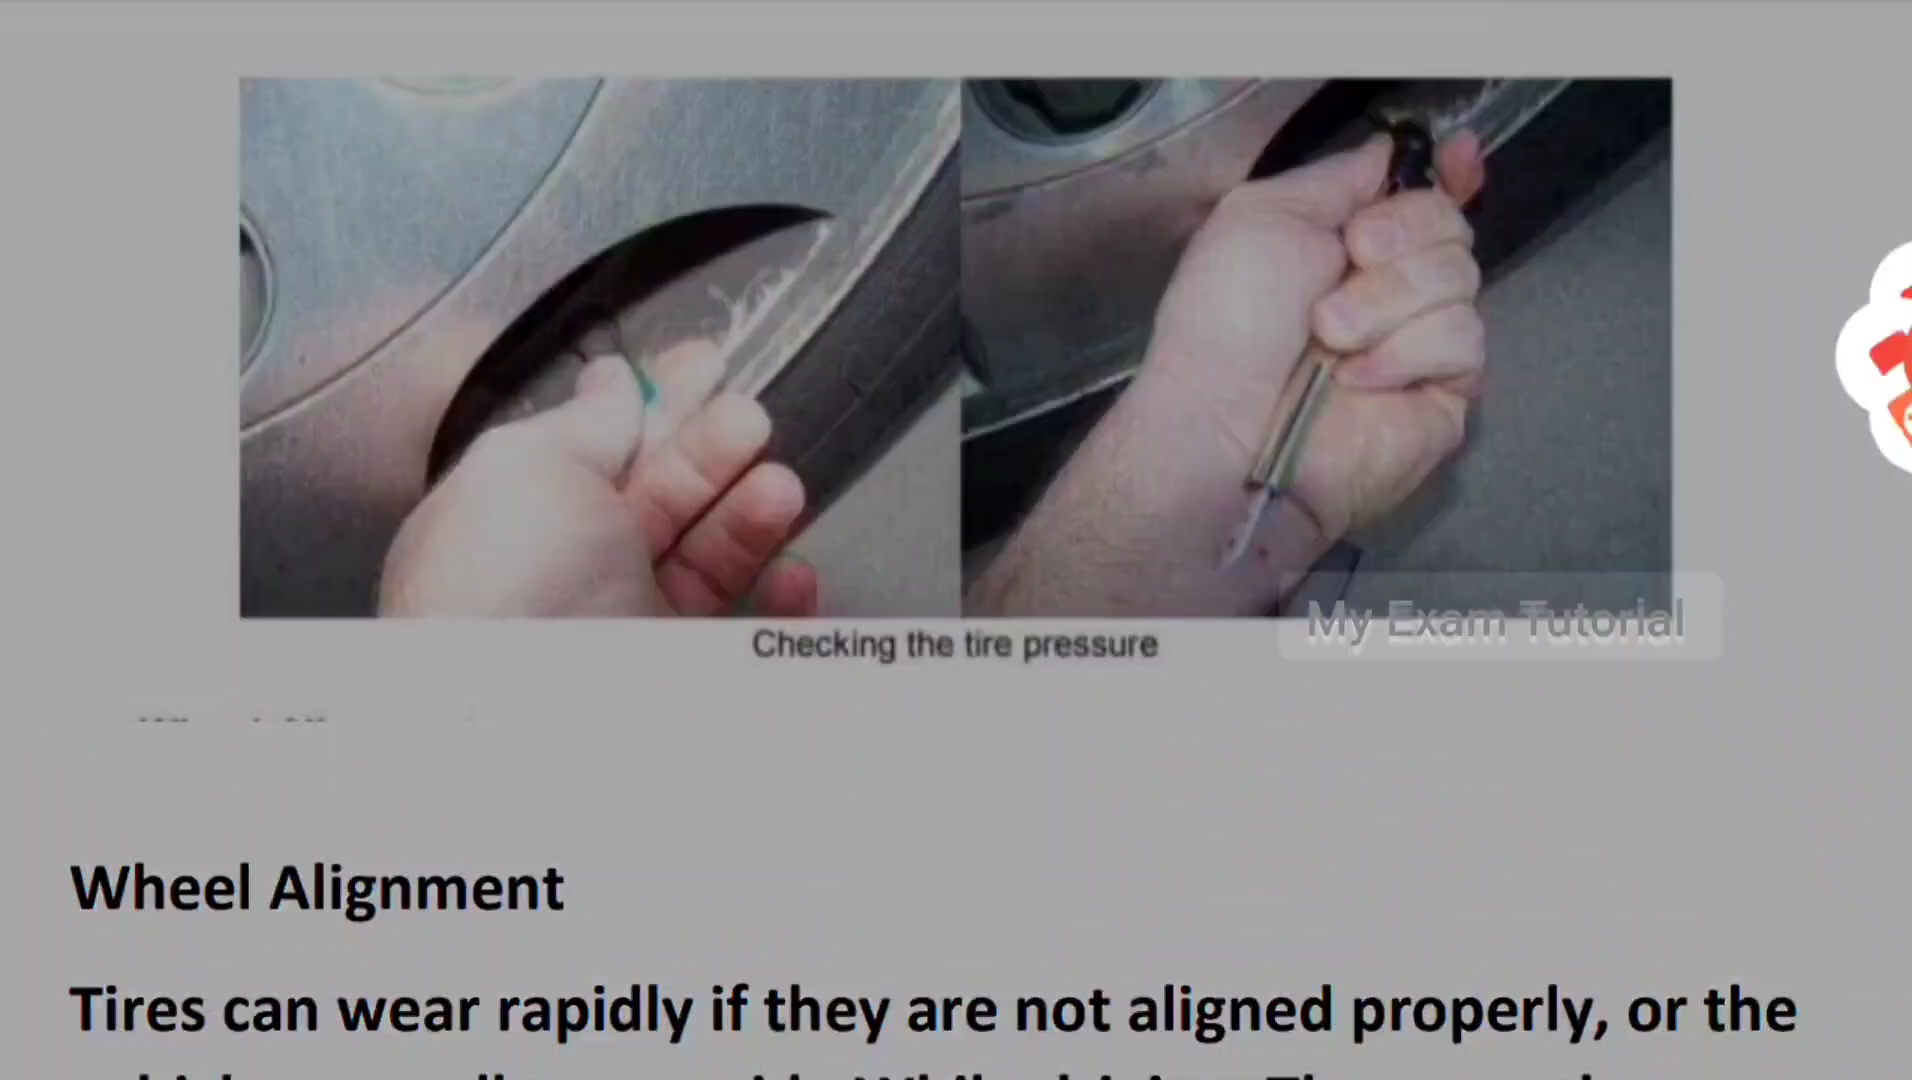 My Exam Tutorial
Checking the tire pressure
Wheel Alignment
Tires can wear rapidly if they are not aligned properly, or the